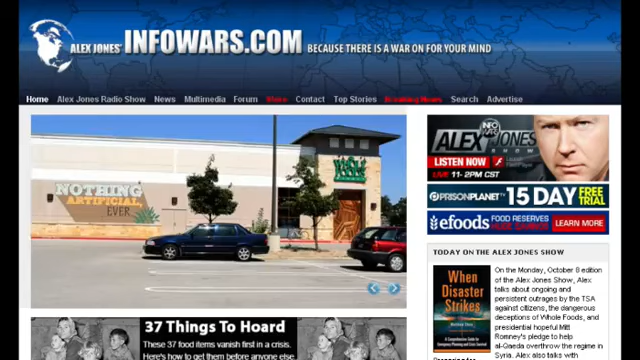 ALEX JONES' INFOWARS.COM BECAUSE THERE IS A WAR ON FOR YOUR MIND
Home Alex Jones Radio Show News Multimedia Forum Store Contact Top Stories Breaking News Search Advertise
NOTHING
ARTIFICIAL,
EVER
WHOLE
FOODS
INFO
WARS
ALEX JONES
SHOW
LISTEN NOW
LIVE 11-2PM CST
PRISONPLANET 15 DAY FREE
TRIAL
efoods FOOD RESERVES
HUGE SAVINGS
LEARN MORE
TODAY ON THE ALEX JONES SHOW
When
Disaster
Strikes
On the Monday, October 8 edition
of the Alex Jones Show, Alex
talks about ongoing and
persistent outrages by the TSA
against citizens, the dangerous
deceptions of Whole Foods, and
presidential hopeful Mitt
Romney's pledge to help
al-Qaeda overthrow the regime in
Syria. Alex also talks with
37 Things To Hoard
These 37 food items vanish first in a crisis.
Here's how to get them before anyone else.